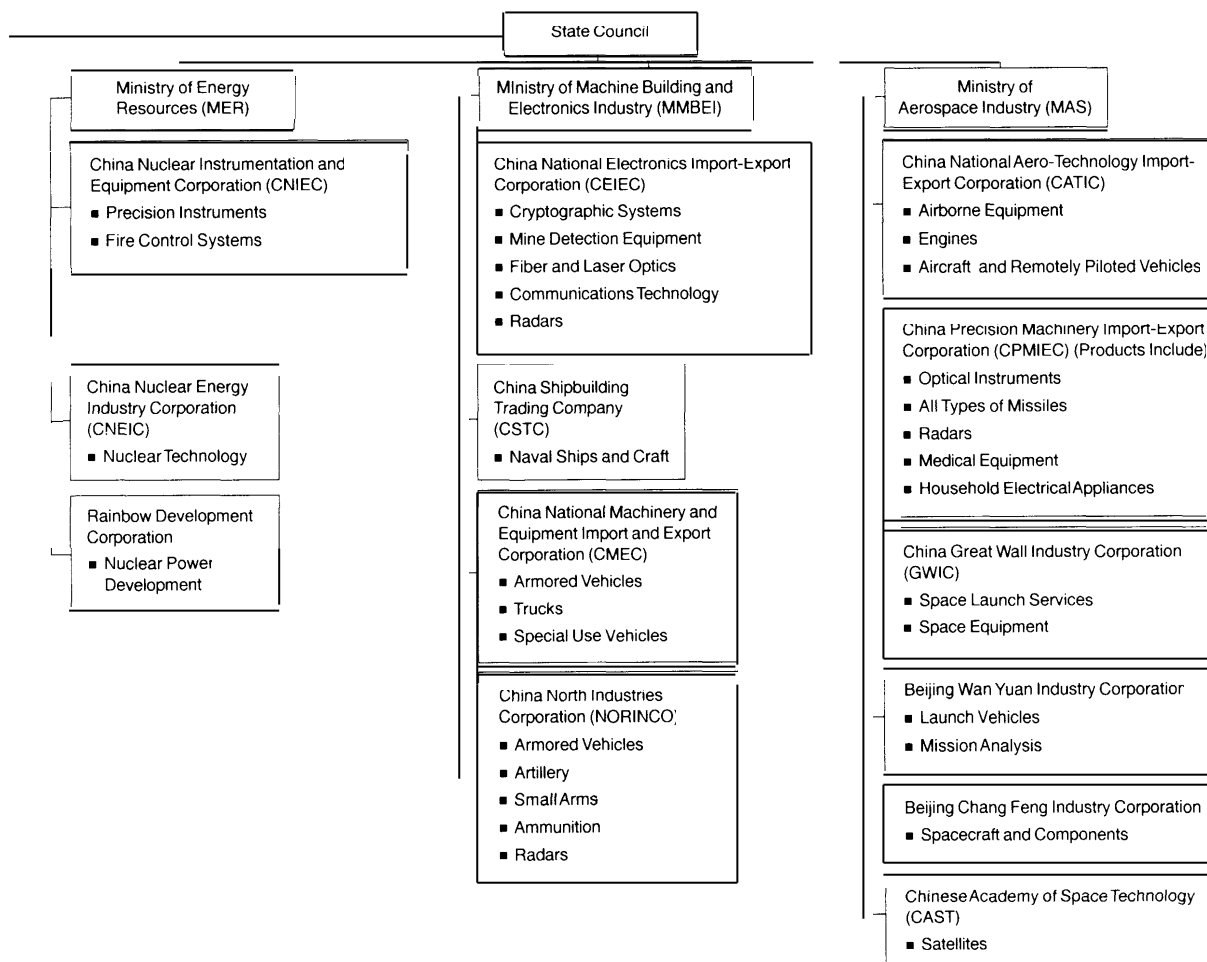 State Council
Ministry of Energy
Resources (MER)
China Nuclear Instrumentation and
Equipment Corporation (CNIEC)
■ Precision Instruments
■ Fire Control Systems
China Nuclear Energy
Industry Corporation
(CNEIC)
■ Nuclear Technology
Rainbow Development
Corporation
■ Nuclear Power
Development
MInistry of Machine Building and
Electronics Industry (MMBEI)
China National Electronics Import-Export
Corporation (CEIEC)
■ Cryptographic Systems
■ Mine Detection Equipment
■ Fiber and Laser Optics
■ Communications Technology
■ Radars
China Shipbuilding
Trading Company
(CSTC)
■ Naval Ships and Craft
China National Machinery and
Equipment Import and Export
Corporation (CMEC)
■ Armored Vehicles
■ Trucks
■ Special Use Vehicles
China North Industries
Corporation (NORINCO)
■ Armored Vehicles
■ Artillery
■ Small Arms
■ Ammunition
■ Radars
Ministry of
Aerospace Industry (MAS)
China National Aero-Technology Import-
Export Corporation (CATIC)
■ Airborne Equipment
■ Engines
■ Aircraft and Remotely Piloted Vehicles
China Precision Machinery Import-Export
Corporation (CPMIEC) (Products Include)
■ Optical Instruments
■ All Types of Missiles
■ Radars
■ Medical Equipment
■ Household Electrical Appliances
China Great Wall Industry Corporation
(GWIC)
■ Space Launch Services
■ Space Equipment
Beijing Wan Yuan Industry Corporation
■ Launch Vehicles
■ Mission Analysis
Beijing Chang Feng Industry Corporation
■ Spacecraft and Components
Chinese Academy of Space Technology
(CAST)
■ Satellites